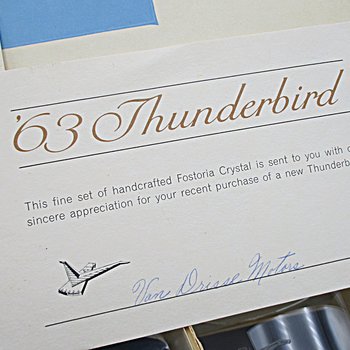 '63 Thunderbird
This fine set of handcrafted Fostoria Crystal is sent to you with
sincere appreciation for your recent purchase of a new Thunderb
Van Driese Motors